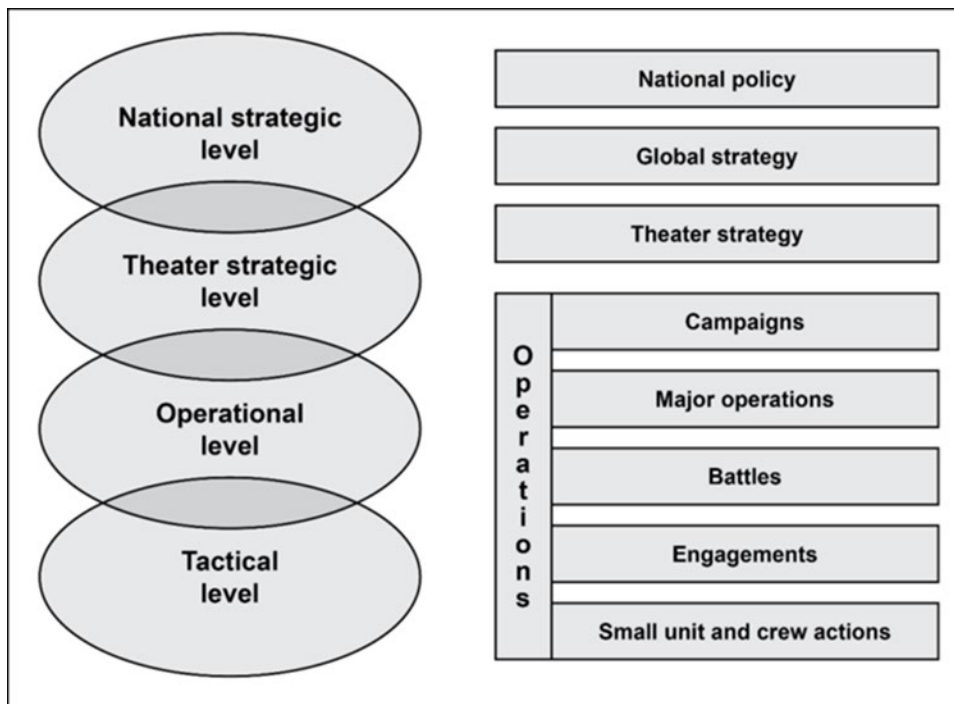 National strategic
level
Theater strategic
level
Operational
level
Tactical
level
National policy
Global strategy
Theater strategy
Operations
Campaigns
Major operations
Battles
Engagements
Small unit and crew actions